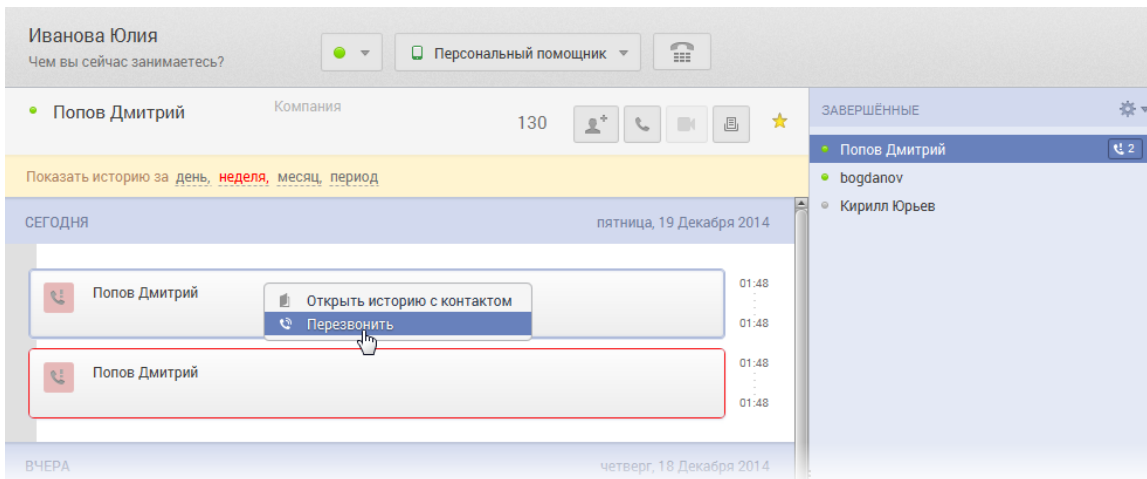 Иванова Юлия
Чем вы сейчас занимаетесь?
Персональный помощник
Попов Дмитрий
Компания
130
Показать историю за день, неделя, месяц, период
СЕГОДНЯ
пятница, 19 Декабря 2014
Попов Дмитрий
01:48
01:48
Открыть историю с контактом
Перезвонить
Попов Дмитрий
01:48
01:48
ВЧЕРА
четверг, 18 Декабря 2014
ЗАВЕРШЁННЫЕ
Попов Дмитрий
2
bogdanov
Кирилл Юрьев